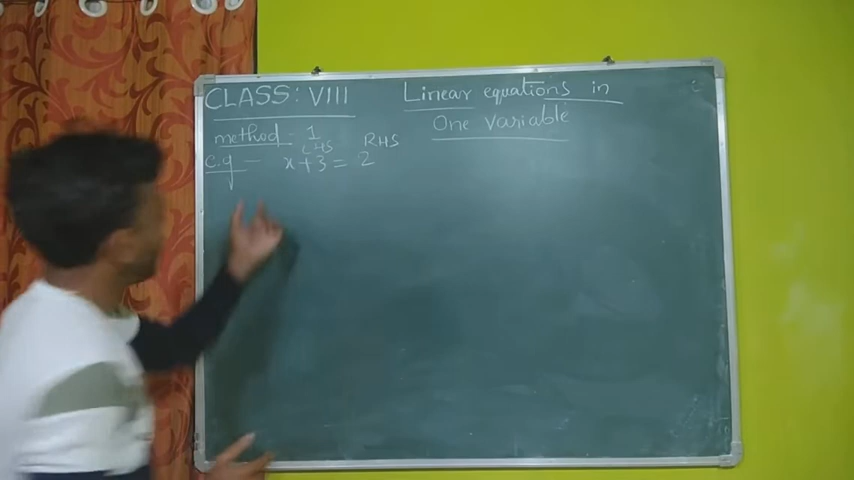 CLASS: VIII
Linear equations in
One variable
method - 1
LHS RHS
e.g - x + 3 = 2